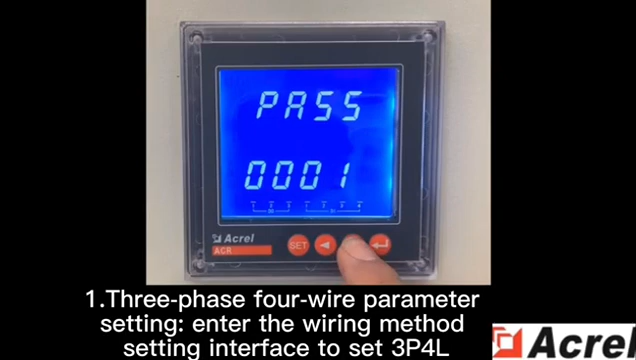 PASS
0001
Acrel
ACR
SET
1.Three-phase four-wire parameter
setting: enter the wiring method
setting interface to set 3P4L
Acrel